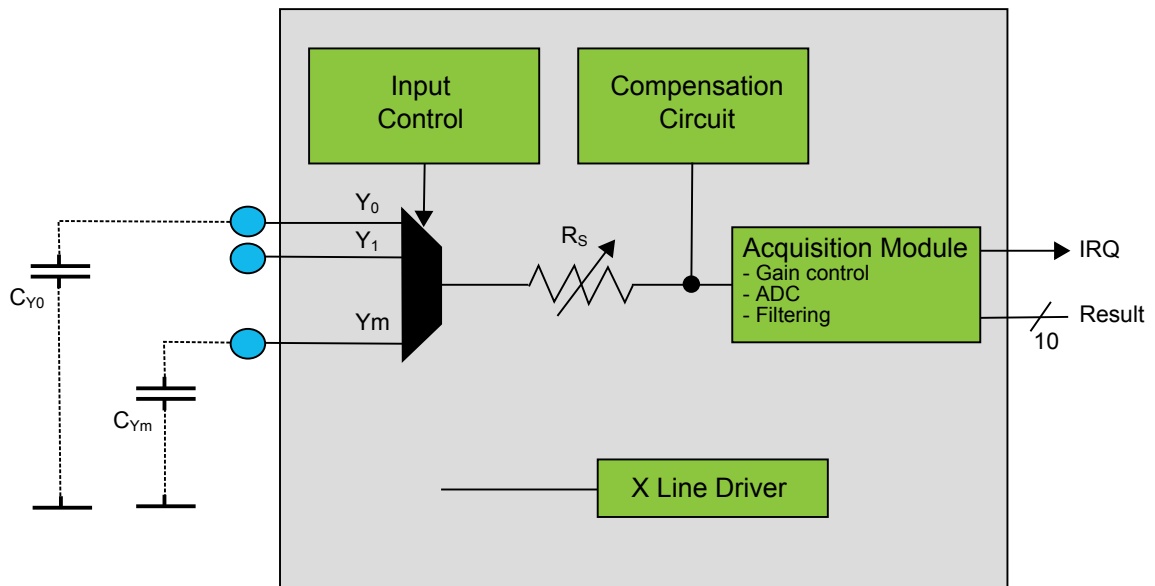 Input
Control
Compensation
Circuit
Y0
Y1
Ym
RS
Acquisition Module
- Gain control
- ADC
- Filtering
IRQ
Result
10
CY0
CYm
X Line Driver